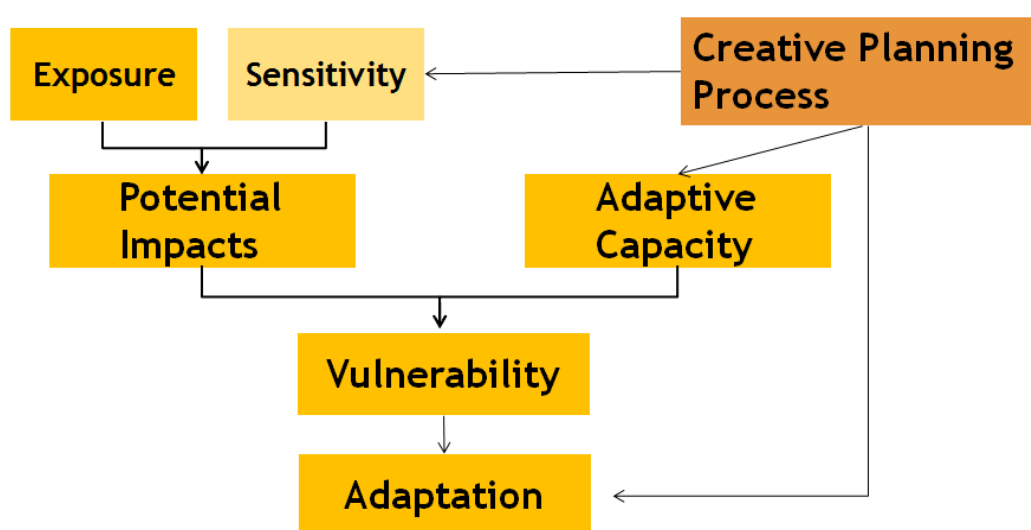 Exposure
Sensitivity
Creative Planning
Process
Potential
Impacts
Adaptive
Capacity
Vulnerability
Adaptation